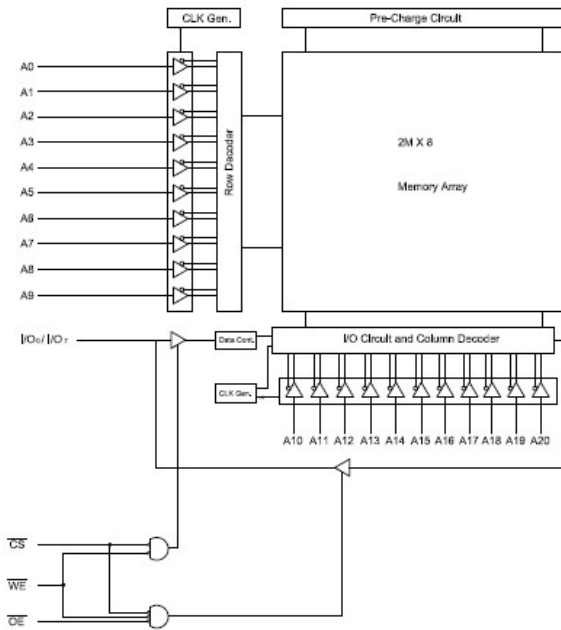 CLK Gen.
Pre-Charge Circuit
A0
A1
A2
A3
A4
A5
A6
A7
A8
A9
Row Decoder
2M X 8
Memory Array
I/O0/ I/O7
Data Cont.
I/O Circuit and Column Decoder
CLK Gen.
A10 A11 A12 A13 A14 A15 A16 A17 A18 A19 A20
CS
WE
OE